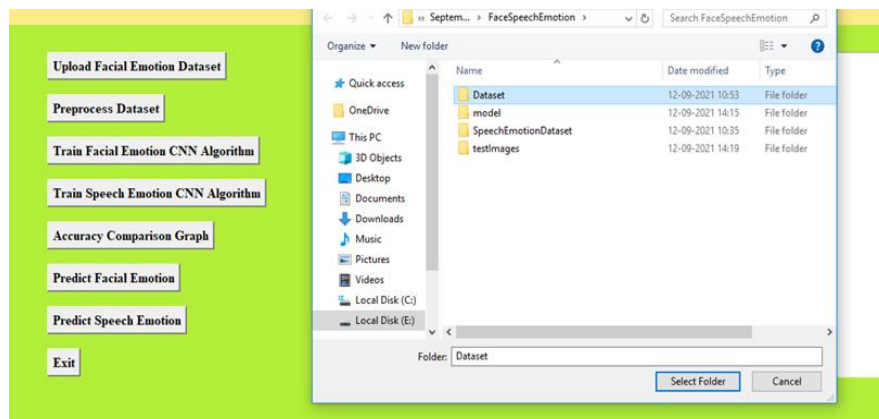 « Septem... › FaceSpeechEmotion ›
Search FaceSpeechEmotion
Organize
New folder
Upload Facial Emotion Dataset
Preprocess Dataset
Train Facial Emotion CNN Algorithm
Train Speech Emotion CNN Algorithm
Accuracy Comparison Graph
Predict Facial Emotion
Predict Speech Emotion
Exit
Quick access
OneDrive
This PC
3D Objects
Desktop
Documents
Downloads
Music
Pictures
Videos
Local Disk (C:)
Local Disk (E:)
Name Date modified Type
Dataset 12-09-2021 10:53 File folder
model 12-09-2021 14:15 File folder
SpeechEmotionDataset 12-09-2021 10:35 File folder
testImages 12-09-2021 14:19 File folder
Folder: Dataset
Select Folder Cancel